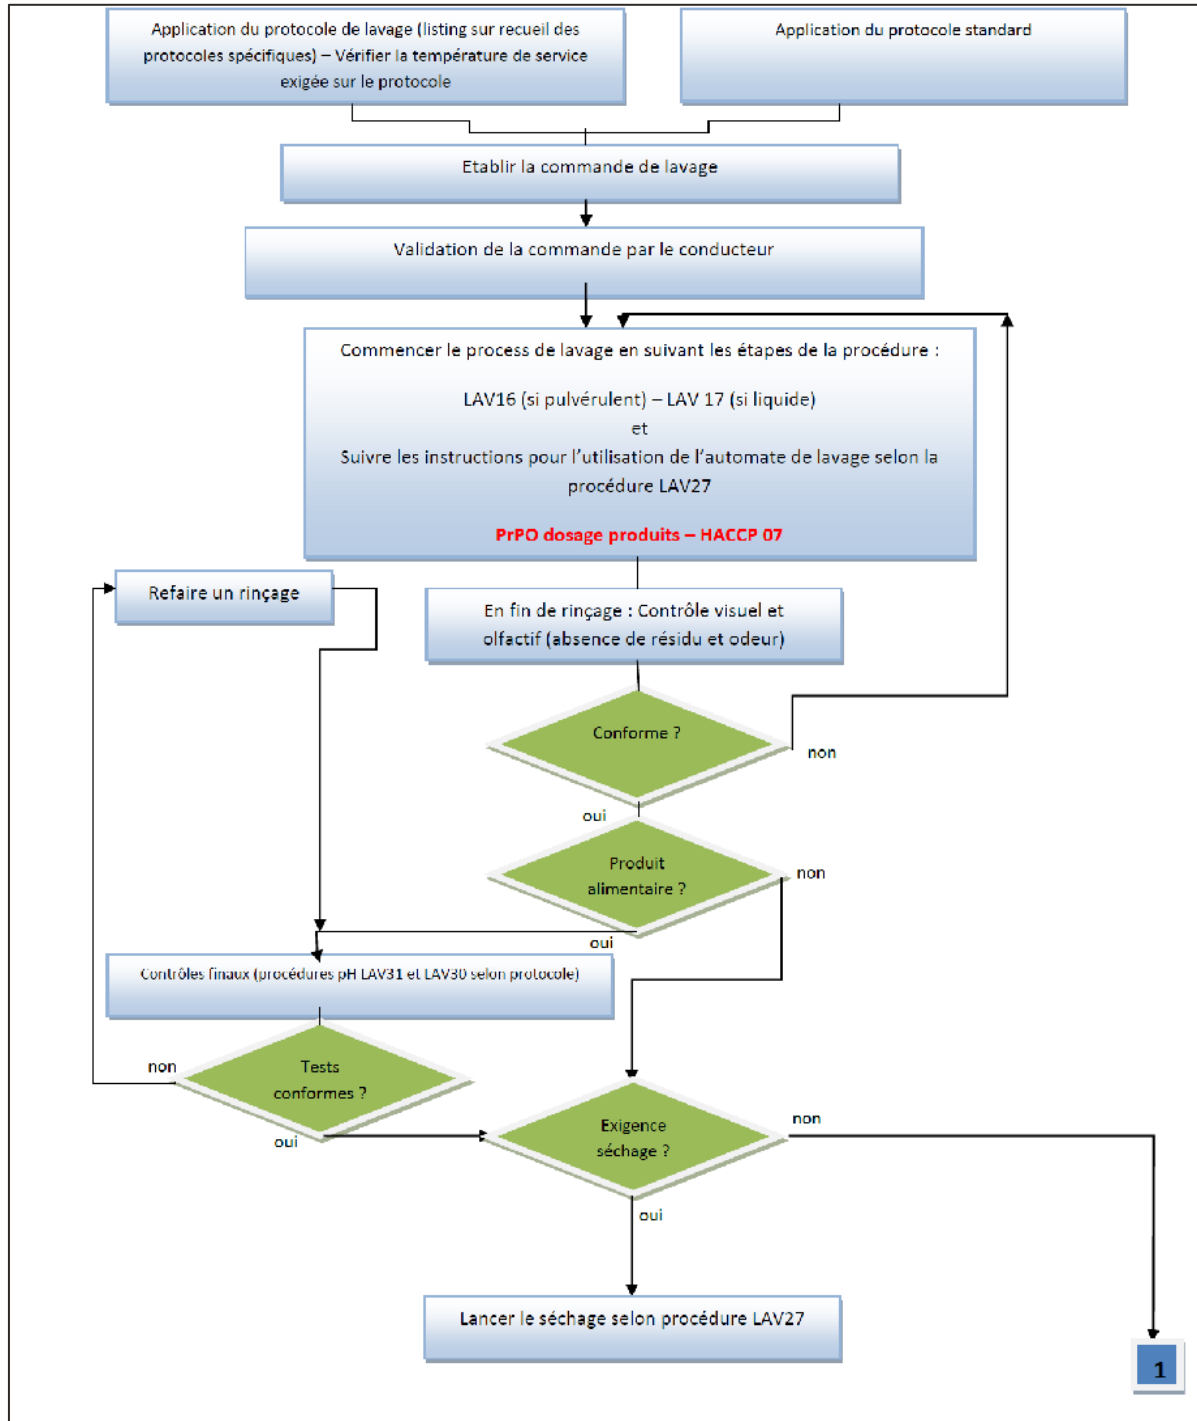 Application du protocole de lavage (listing sur recueil des
protocoles spécifiques) – Vérifier la température de service
exigée sur le protocole
Application du protocole standard
Etablir la commande de lavage
Validation de la commande par le conducteur
Commencer le process de lavage en suivant les étapes de la procédure :
LAV16 (si pulvérulent) – LAV 17 (si liquide)
et
Suivre les instructions pour l'utilisation de l'automate de lavage selon la
procédure LAV27
PrPO dosage produits – HACCP 07
Refaire un rinçage
En fin de rinçage : Contrôle visuel et
olfactif (absence de résidu et odeur)
Conforme ?
non
oui
Produit
alimentaire ?
non
oui
Contrôles finaux (procédures pH LAV31 et LAV30 selon protocole)
Tests
conformes ?
non
oui
Exigence
séchage ?
non
oui
Lancer le séchage selon procédure LAV27
1